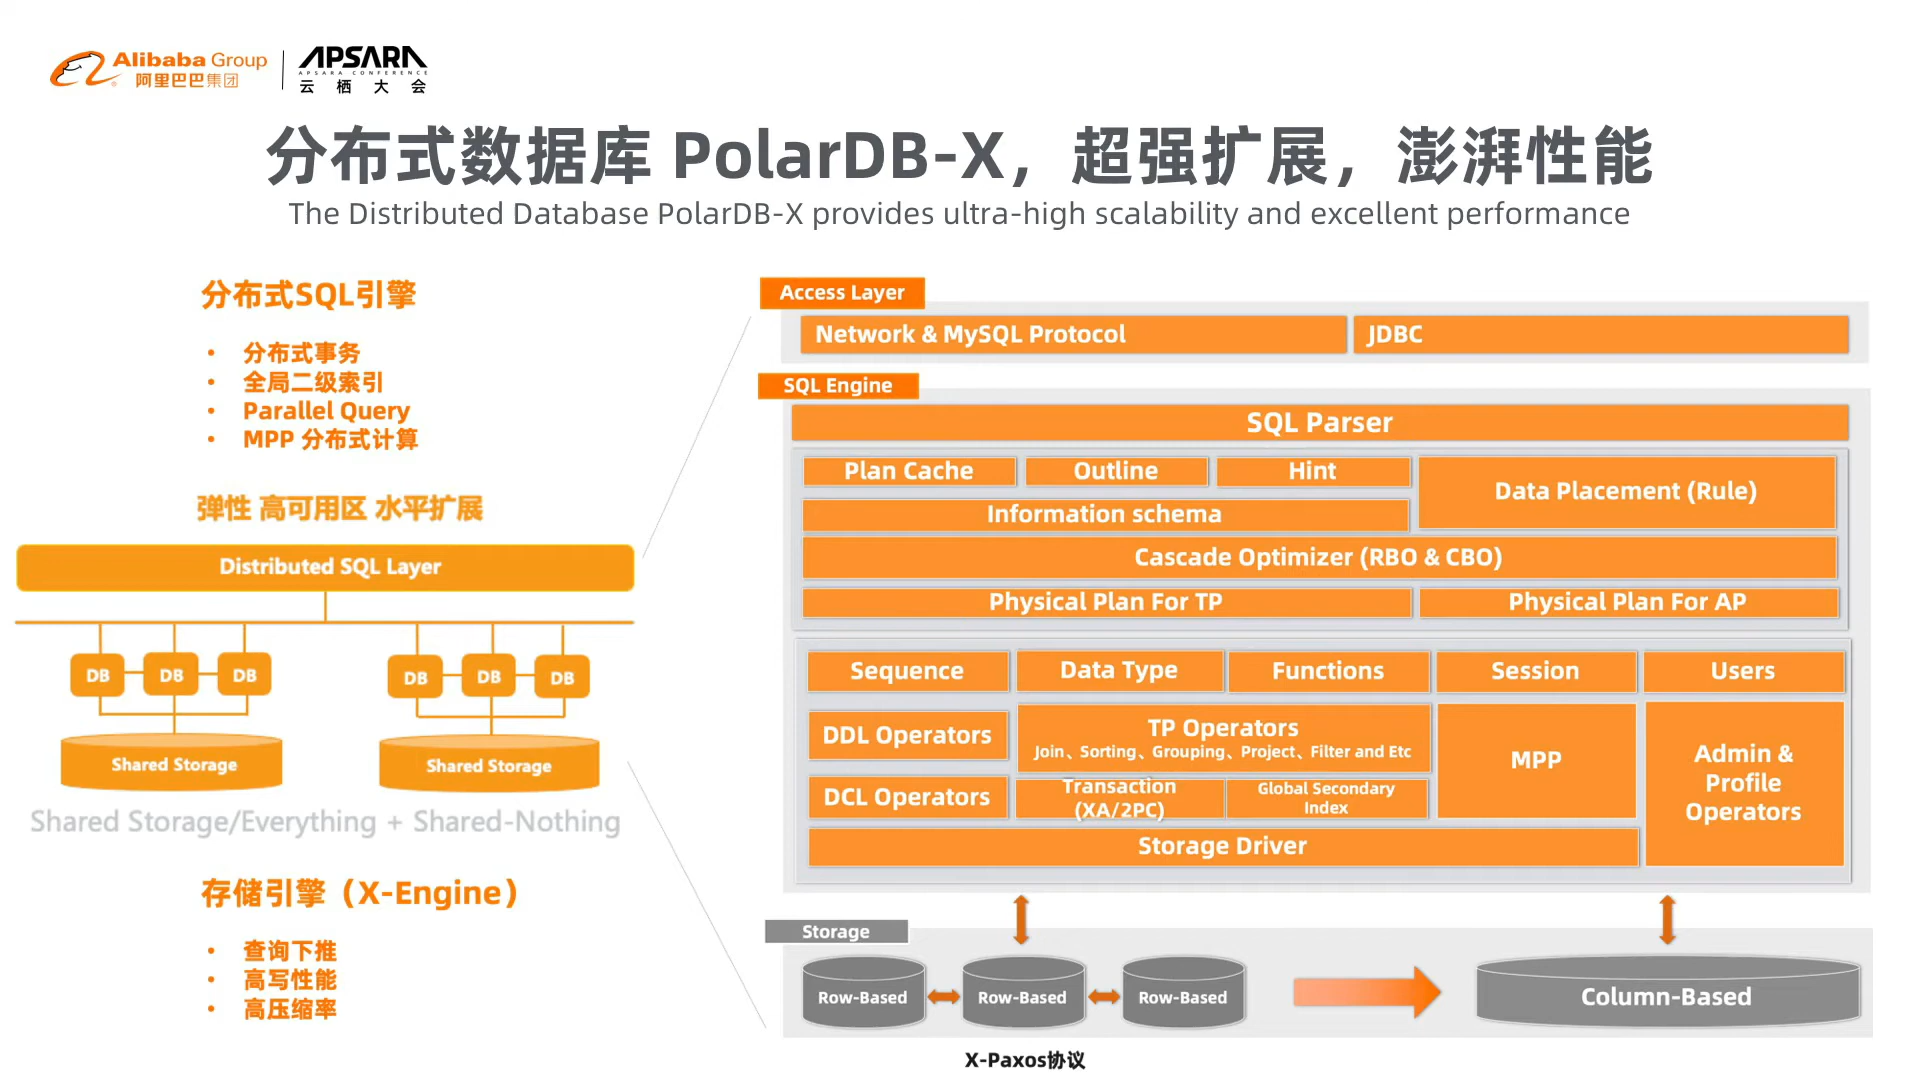 Alibaba Group
阿里巴巴集团
APSARA
APSARA CONFERENCE
云栖大会
分布式数据库 PolarDB-X，超强扩展，澎湃性能
The Distributed Database PolarDB-X provides ultra-high scalability and excellent performance
分布式SQL引擎
• 分布式事务
• 全局二级索引
• Parallel Query
• MPP 分布式计算
弹性 高可用区 水平扩展
Distributed SQL Layer
DB DB DB DB DB DB
Shared Storage Shared Storage
Shared Storage/Everything + Shared-Nothing
存储引擎（X-Engine）
• 查询下推
• 高写性能
• 高压缩率
Access Layer
Network & MySQL Protocol JDBC
SQL Engine
SQL Parser
Plan Cache Outline Hint
Data Placement (Rule)
Information schema
Cascade Optimizer (RBO & CBO)
Physical Plan For TP Physical Plan For AP
Sequence Data Type Functions Session Users
DDL Operators
TP Operators
Join、Sorting、Grouping、Project、Filter and Etc
MPP
Admin &
Profile
Operators
DCL Operators
Transaction
(XA/2PC)
Global Secondary
Index
Storage Driver
Storage
Row-Based Row-Based Row-Based Column-Based
X-Paxos协议